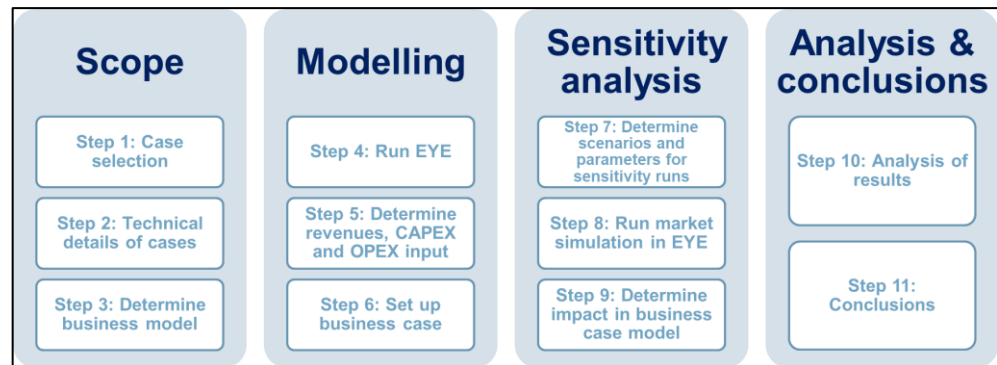 Scope
Step 1: Case
selection
Step 2: Technical
details of cases
Step 3: Determine
business model
Modelling
Step 4: Run EYE
Step 5: Determine
revenues, CAPEX
and OPEX input
Step 6: Set up
business case
Sensitivity
analysis
Step 7: Determine
scenarios and
parameters for
sensitivity runs
Step 8: Run market
simulation in EYE
Step 9: Determine
impact in business
case model
Analysis &
conclusions
Step 10: Analysis of
results
Step 11:
Conclusions